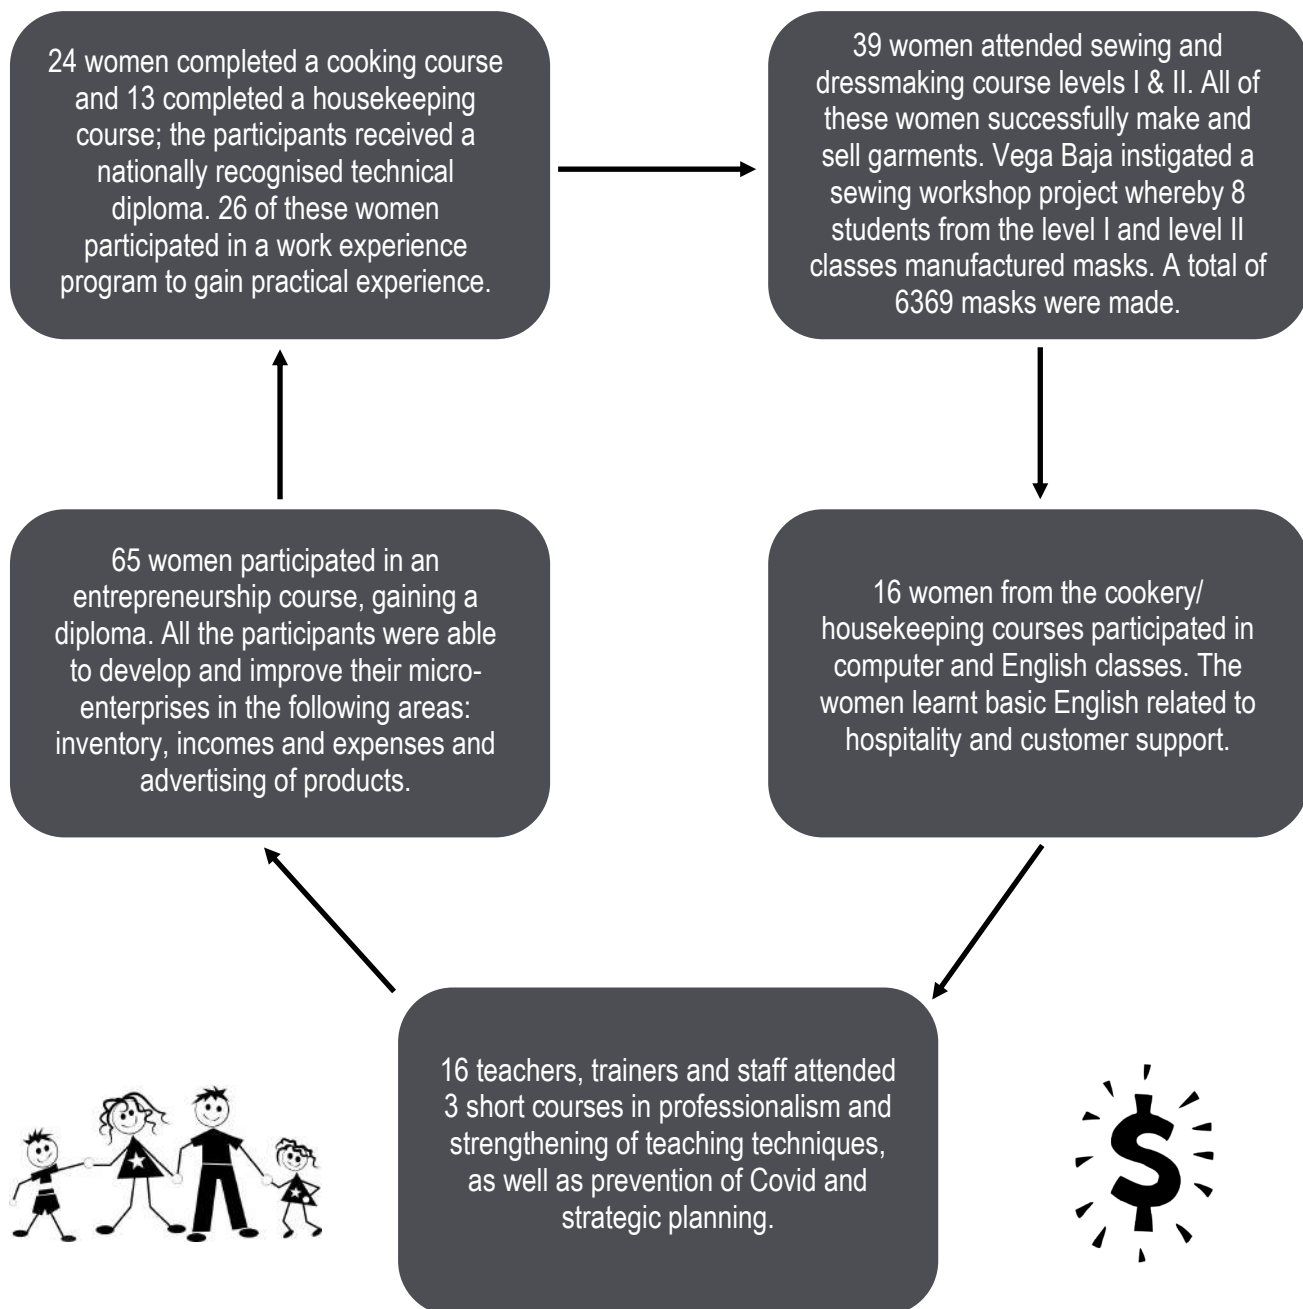 24 women completed a cooking course
and 13 completed a housekeeping
course; the participants received a
nationally recognised technical
diploma. 26 of these women
participated in a work experience
program to gain practical experience.
39 women attended sewing and
dressmaking course levels I & II. All of
these women successfully make and
sell garments. Vega Baja instigated a
sewing workshop project whereby 8
students from the level I and level II
classes manufactured masks. A total of
6369 masks were made.
65 women participated in an
entrepreneurship course, gaining a
diploma. All the participants were able
to develop and improve their micro-
enterprises in the following areas:
inventory, incomes and expenses and
advertising of products.
16 women from the cookery/
housekeeping courses participated in
computer and English classes. The
women learnt basic English related to
hospitality and customer support.
16 teachers, trainers and staff attended
3 short courses in professionalism and
strengthening of teaching techniques,
as well as prevention of Covid and
strategic planning.
$